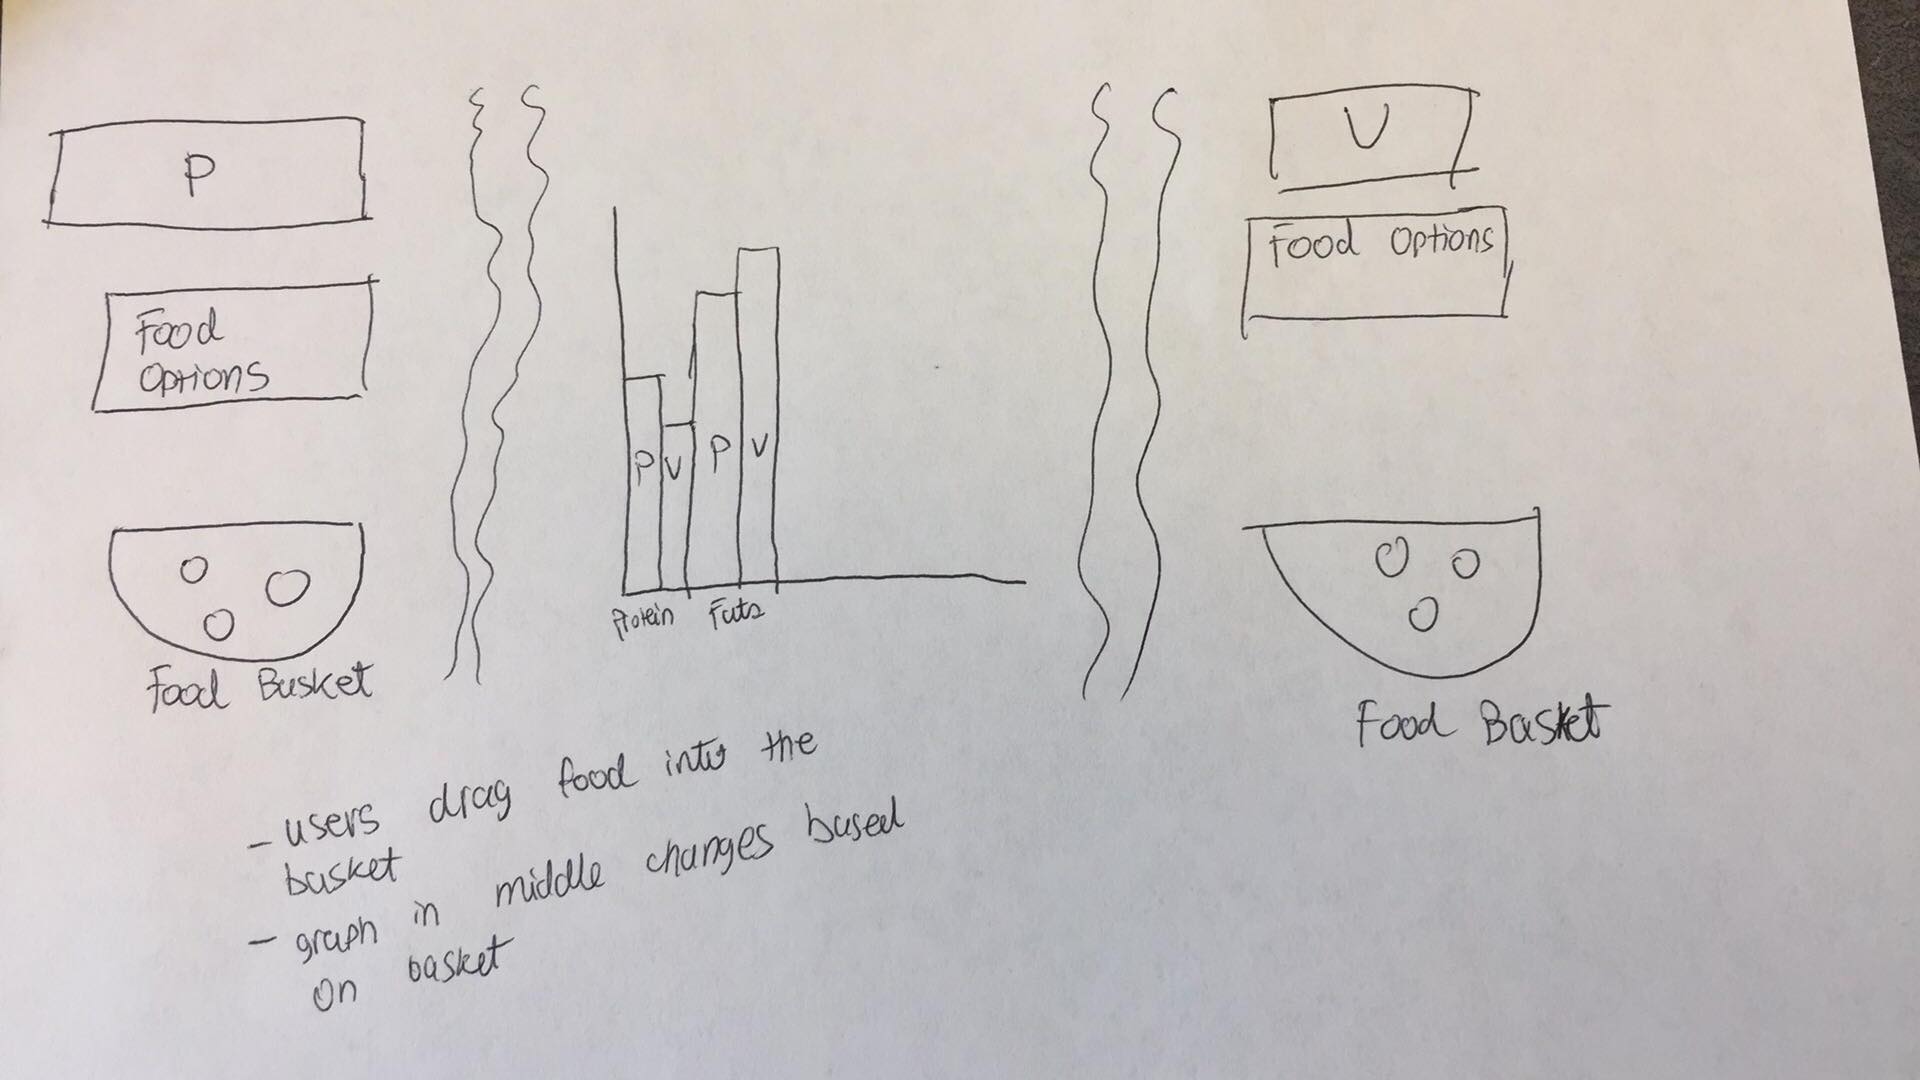 P
Food
Options
Food Basket
P
V
P
V
Protein
Fats
V
Food Options
Food Basket
- users drag food into the
basket
- graph in middle changes based
on basket